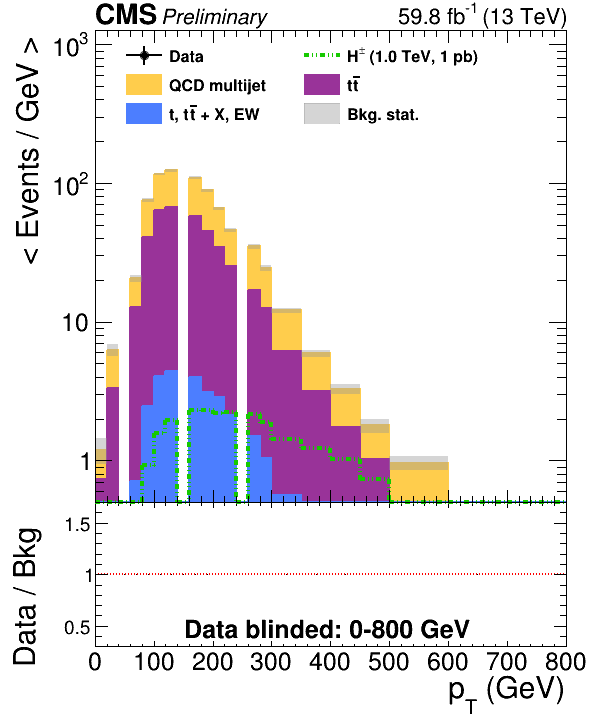 CMS Preliminary 59.8 fb⁻¹ (13 TeV)
< Events / GeV >
10³
10²
10
1
Data
H± (1.0 TeV, 1 pb)
QCD multijet
tt̄
t, tt̄ + X, EW
Bkg. stat.
Data / Bkg
1.5
1
0.5
Data blinded: 0-800 GeV
0 100 200 300 400 500 600 700 800
p_T (GeV)